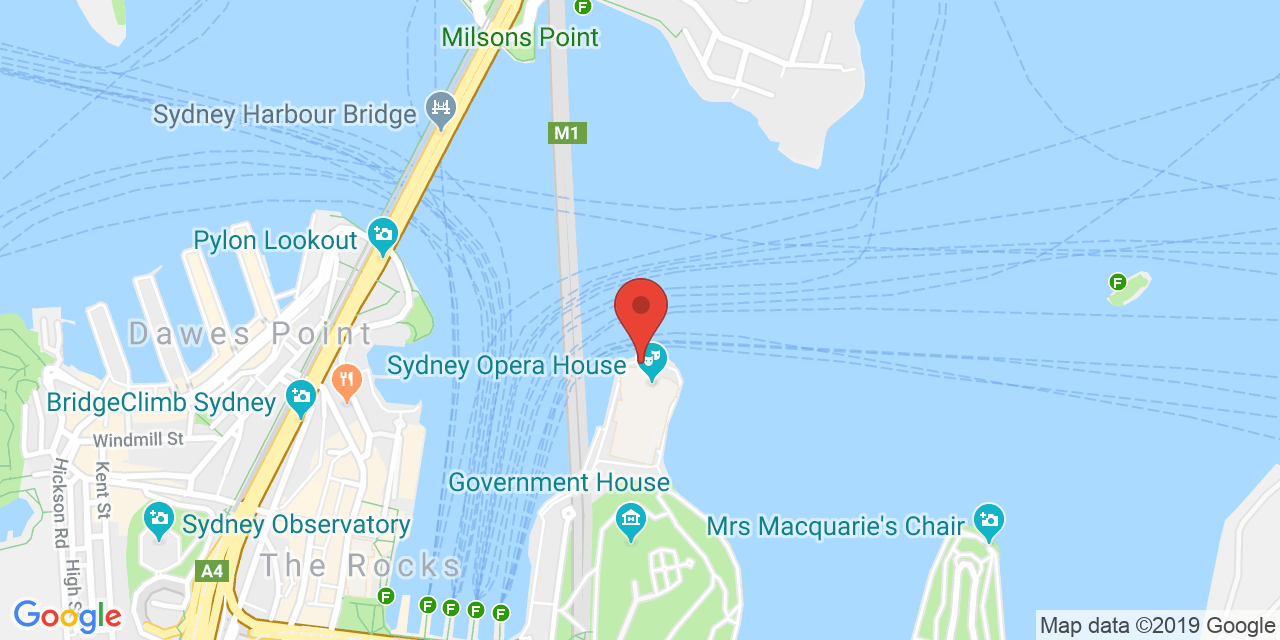 F
Milsons Point
Sydney Harbour Bridge
M1
Pylon Lookout
F
Dawes Point
Sydney Opera House
BridgeClimb Sydney
Windmill St
Kent St
Hickson Rd
Government House
Sydney Observatory
Mrs Macquarie's Chair
The Rocks
A4
High S
F
F
F
F
F
Google
Map data ©2019 Google